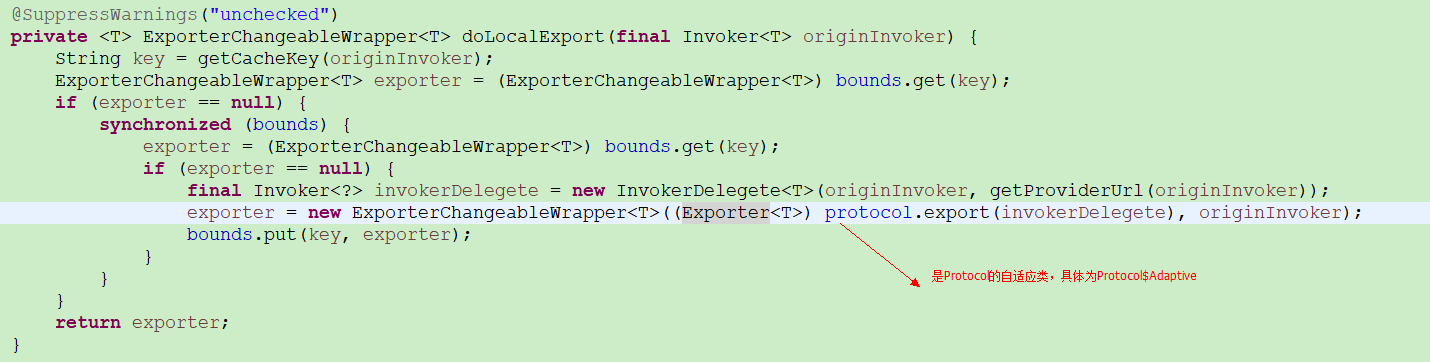 @SuppressWarnings("unchecked")
private <T> ExporterChangeableWrapper<T> doLocalExport(final Invoker<T> originInvoker) {
    String key = getCacheKey(originInvoker);
    ExporterChangeableWrapper<T> exporter = (ExporterChangeableWrapper<T>) bounds.get(key);
    if (exporter == null) {
        synchronized (bounds) {
            exporter = (ExporterChangeableWrapper<T>) bounds.get(key);
            if (exporter == null) {
                final Invoker<?> invokerDelegete = new InvokerDelegete<T>(originInvoker, getProviderUrl(originInvoker));
                exporter = new ExporterChangeableWrapper<T>((Exporter<T>) protocol.export(invokerDelegete), originInvoker);
                bounds.put(key, exporter);
            }
是Protocol的自适应类，具体为Protocol$Adaptive
        }
    }
    return exporter;
}